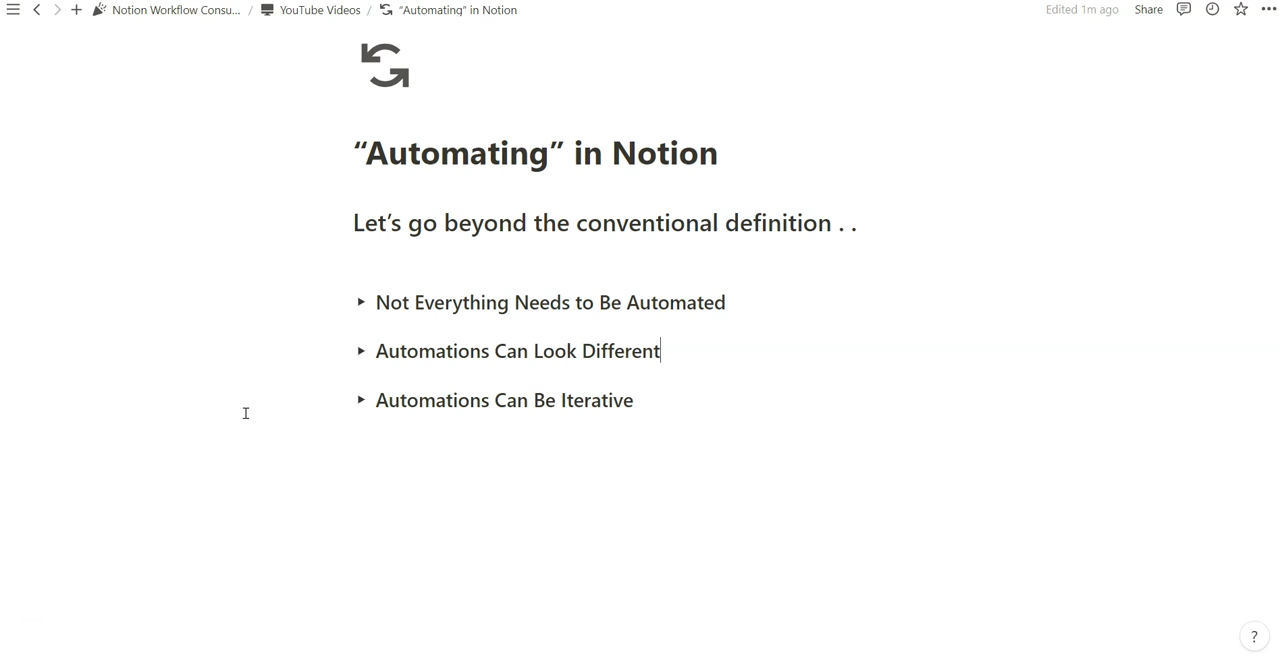 Notion Workflow Consu... / YouTube Videos / “Automating” in Notion Edited 1m ago Share
“Automating” in Notion
Let’s go beyond the conventional definition . .
Not Everything Needs to Be Automated
Automations Can Look Different
Automations Can Be Iterative
?